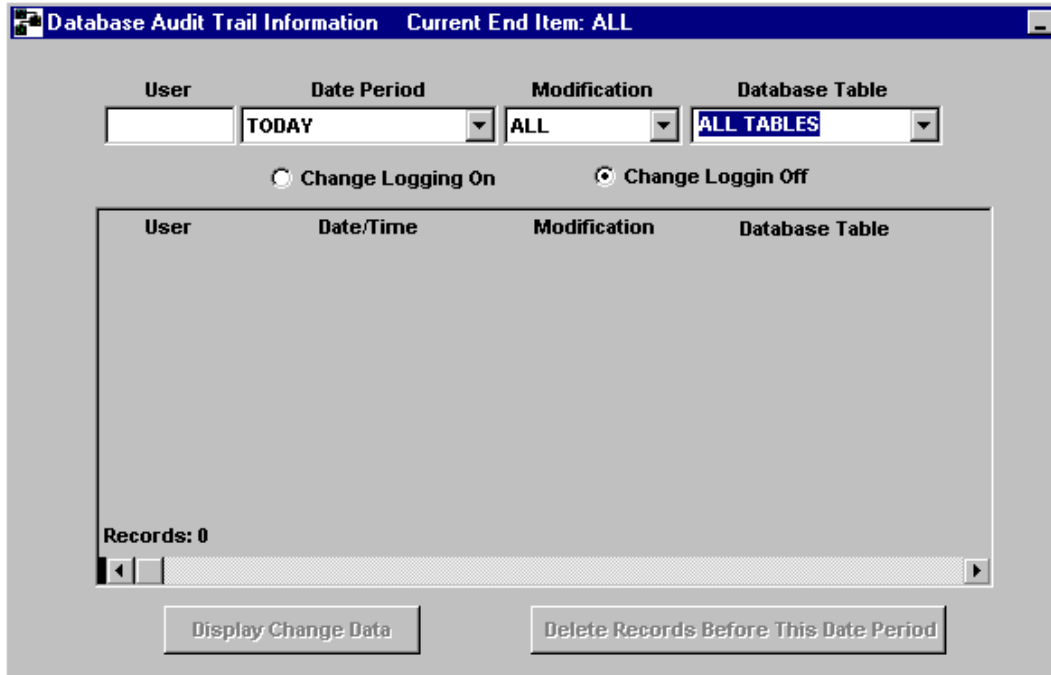 Database Audit Trail Information Current End Item: ALL
User Date Period Modification Database Table
TODAY ALL ALL TABLES
Change Logging On Change Loggin Off
User Date/Time Modification Database Table
Records: 0
Display Change Data Delete Records Before This Date Period